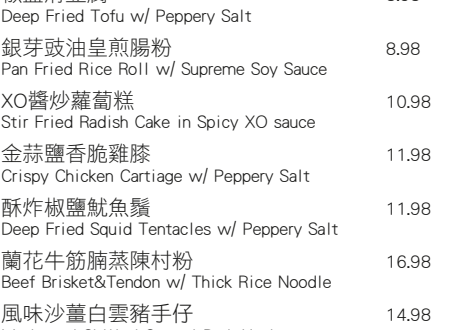 Deep Fried Tofu w/ Peppery Salt
銀芽豉油皇煎腸粉 8.98
Pan Fried Rice Roll w/ Supreme Soy Sauce
XO醬炒蘿蔔糕 10.98
Stir Fried Radish Cake in Spicy XO sauce
金蒜鹽香脆雞膝 11.98
Crispy Chicken Cartiage w/ Peppery Salt
酥炸椒鹽魷魚鬚 11.98
Deep Fried Squid Tentacles w/ Peppery Salt
蘭花牛筋腩蒸陳村粉 16.98
Beef Brisket&Tendon w/ Thick Rice Noodle
風味沙薑白雲豬手仔 14.98